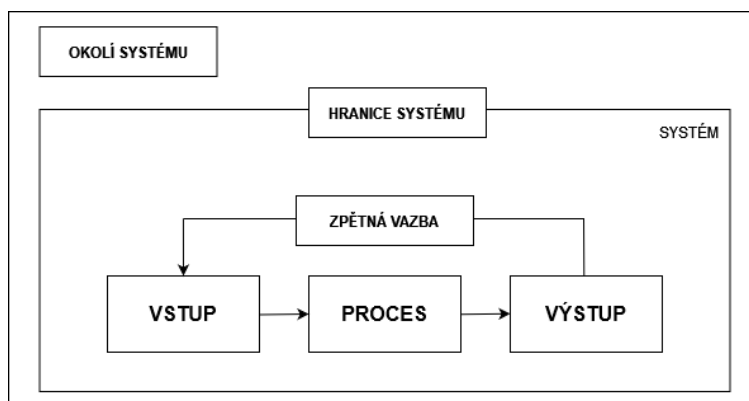 OKOLÍ SYSTÉMU
HRANICE SYSTÉMU
SYSTÉM
ZPĚTNÁ VAZBA
VSTUP
PROCES
VÝSTUP